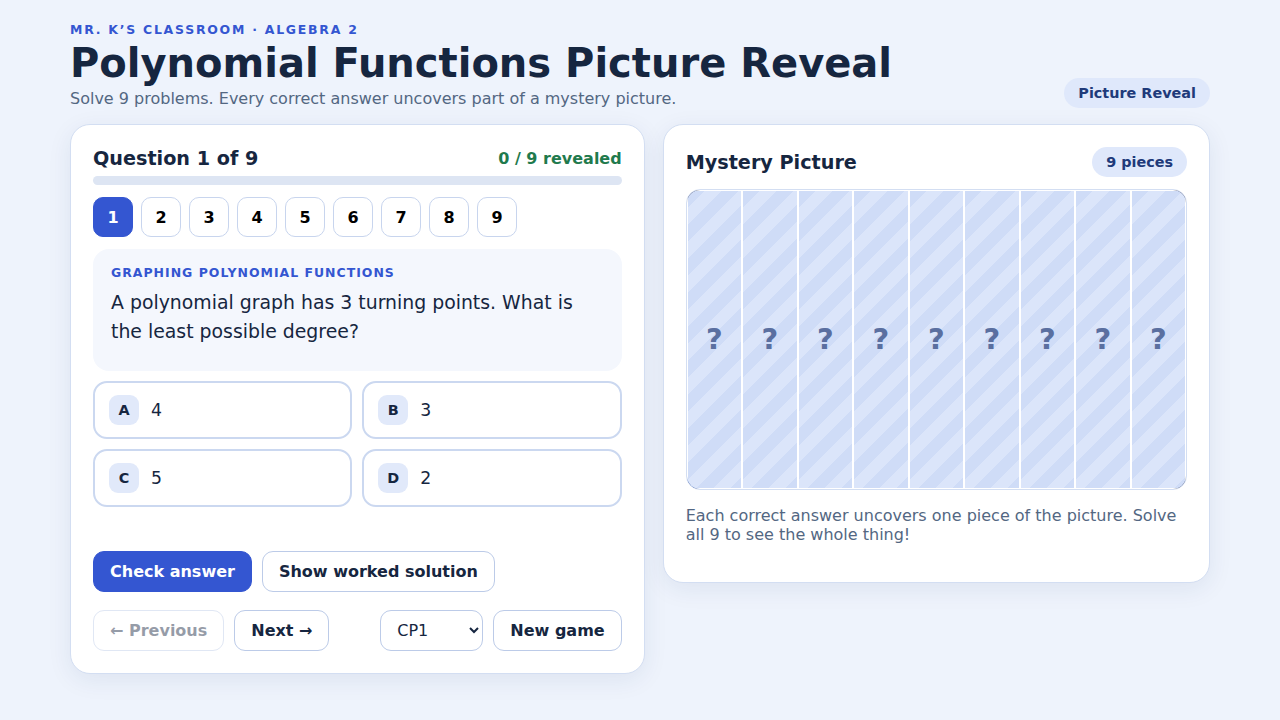 MR. K’S CLASSROOM · ALGEBRA 2
Polynomial Functions Picture Reveal
Solve 9 problems. Every correct answer uncovers part of a mystery picture.
Picture Reveal
Question 1 of 9
0 / 9 revealed
1 2 3 4 5 6 7 8 9
GRAPHING POLYNOMIAL FUNCTIONS
A polynomial graph has 3 turning points. What is
the least possible degree?
A 4
B 3
C 5
D 2
Check answer
Show worked solution
← Previous
Next →
CP1
New game
Mystery Picture
9 pieces
? ? ? ? ? ? ? ? ?
Each correct answer uncovers one piece of the picture. Solve
all 9 to see the whole thing!